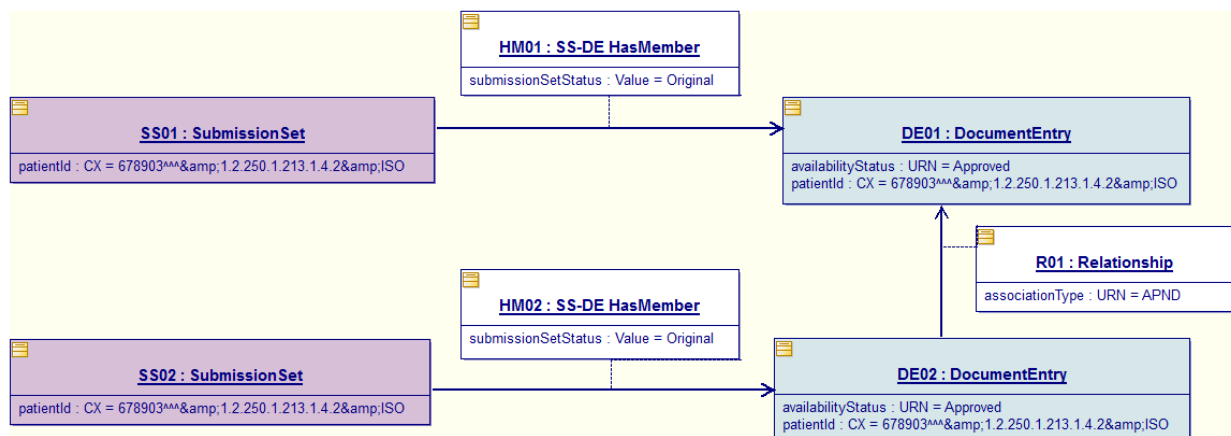 HM01 : SS-DE HasMember
submissionSetStatus : Value = Original
SS01 : SubmissionSet
patientId : CX = 678903^^^&amp;1.2.250.1.213.1.4.2&amp;ISO
DE01 : DocumentEntry
availabilityStatus : URN = Approved
patientId : CX = 678903^^^&amp;1.2.250.1.213.1.4.2&amp;ISO
R01 : Relationship
associationType : URN = APND
HM02 : SS-DE HasMember
submissionSetStatus : Value = Original
SS02 : SubmissionSet
patientId : CX = 678903^^^&amp;1.2.250.1.213.1.4.2&amp;ISO
DE02 : DocumentEntry
availabilityStatus : URN = Approved
patientId : CX = 678903^^^&amp;1.2.250.1.213.1.4.2&amp;ISO